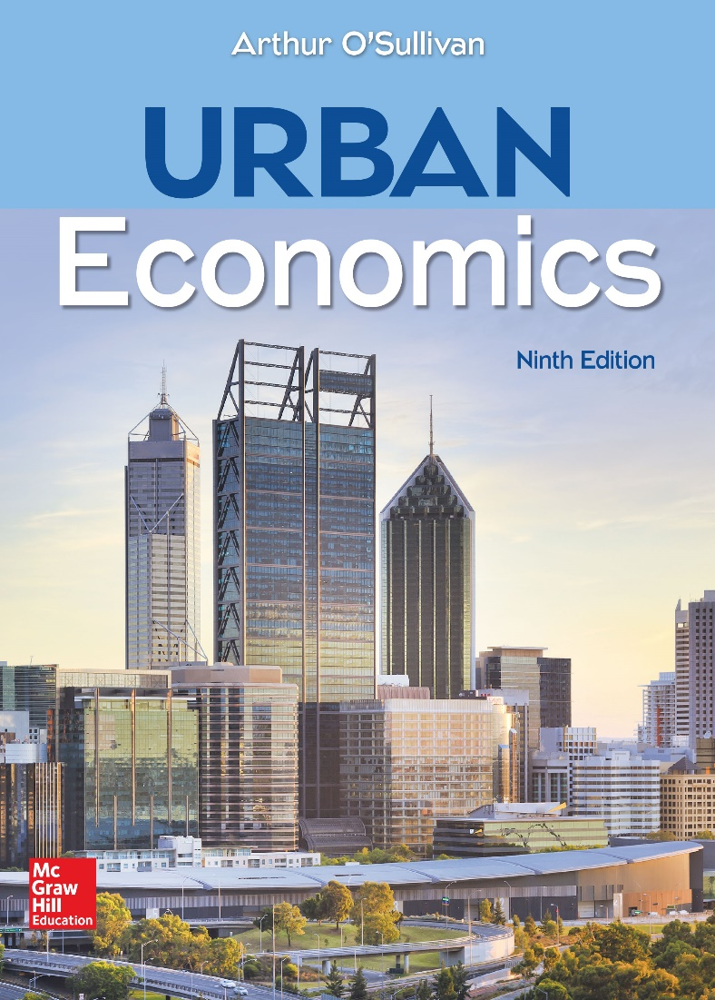 Arthur O'Sullivan
URBAN
Economics
Ninth Edition
Mc
Graw
Hill
Education